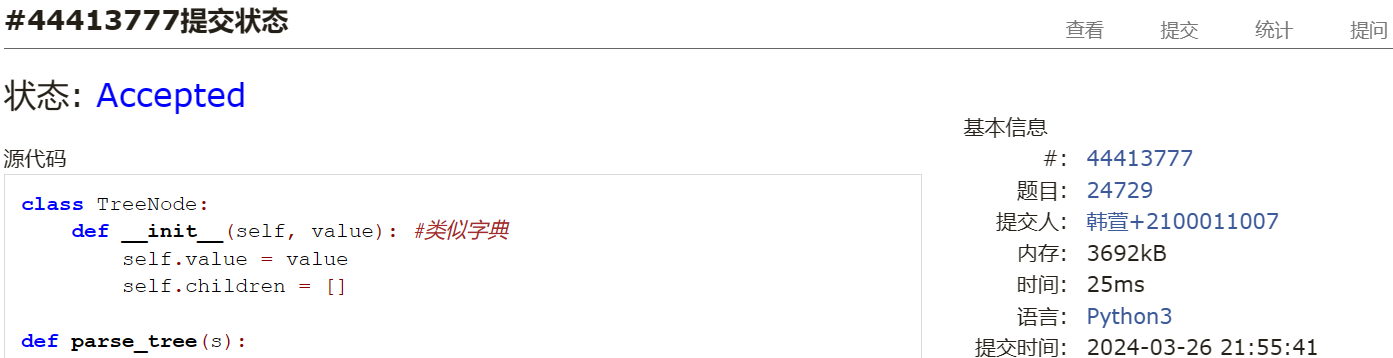 #44413777提交状态
查看 提交 统计 提问
状态: Accepted
源代码
class TreeNode:
    def __init__(self, value): #类似字典
        self.value = value
        self.children = []
def parse_tree(s):
基本信息
#: 44413777
题目: 24729
提交人: 韩萱+2100011007
内存: 3692kB
时间: 25ms
语言: Python3
提交时间: 2024-03-26 21:55:41